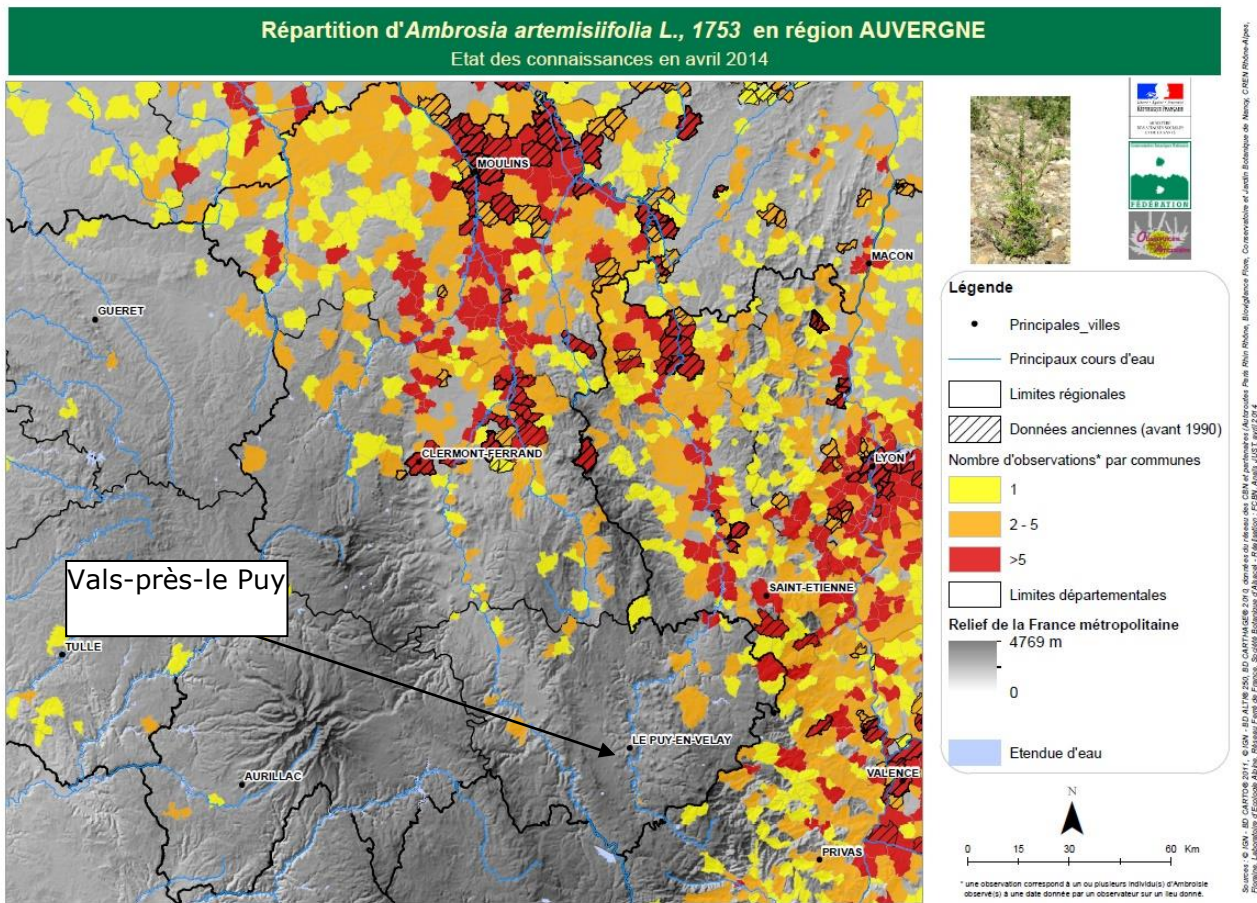 Répartition d'Ambrosia artemisiifolia L., 1753 en région AUVERGNE
Etat des connaissances en avril 2014
MOULINS
MACON
GUERET
CLERMONT-FERRAND
LYON
Vals-près-le Puy
SAINT-ETIENNE
TULLE
LE PUY-EN-VELAY
AURILLAC
VALENCE
PRIVAS
RÉPUBLIQUE FRANÇAISE
FÉDÉRATION
Légende
Principales_villes
Principaux cours d'eau
Limites régionales
Données anciennes (avant 1990)
Nombre d'observations* par communes
1
2 - 5
>5
Limites départementales
Relief de la France métropolitaine
4769 m
0
Etendue d'eau
N
0 15 30 60 Km
* une observation correspond à un ou plusieurs individu(s) d'Ambroisie
observé(s) à une date donnée par un observateur sur un lieu donné.